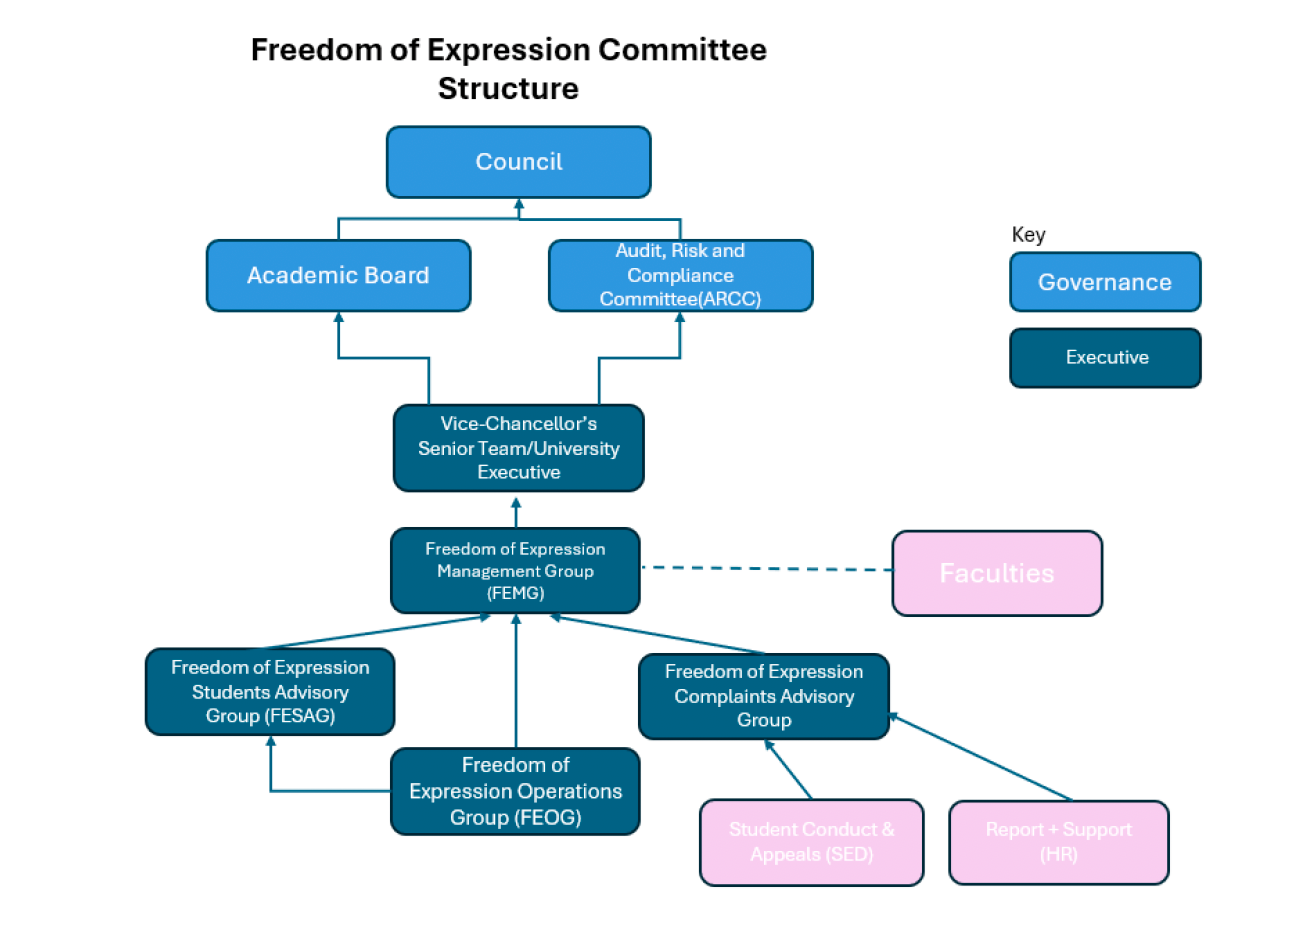 Freedom of Expression Committee
Structure
Council
Academic Board
Audit, Risk and
Compliance
Committee(ARCC)
Key
Governance
Executive
Vice-Chancellor’s
Senior Team/University
Executive
Freedom of Expression
Management Group
(FEMG)
Faculties
Freedom of Expression
Students Advisory
Group (FESAG)
Freedom of Expression
Complaints Advisory
Group
Freedom of
Expression Operations
Group (FEOG)
Student Conduct &
Appeals (SED)
Report + Support
(HR)